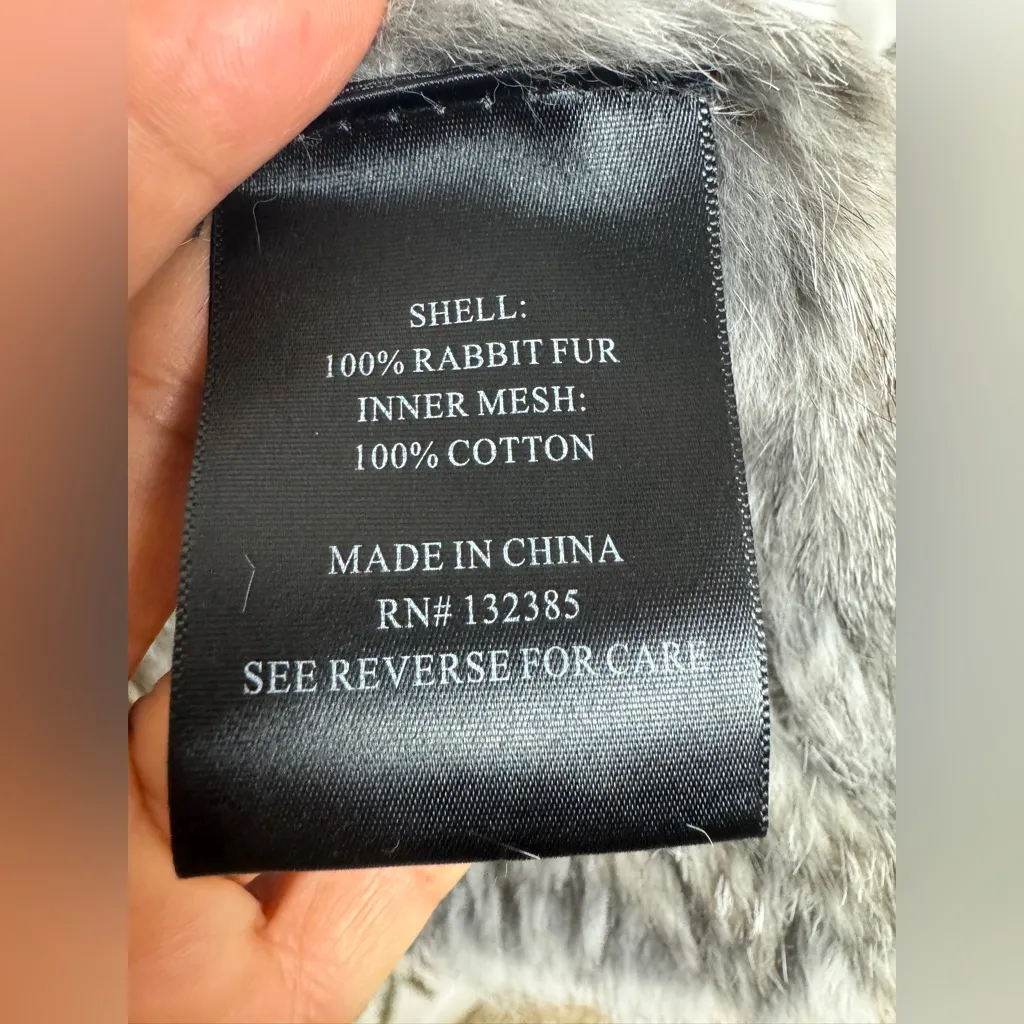 SHELL:
100% RABBIT FUR
INNER MESH:
100% COTTON
MADE IN CHINA
RN# 132385
SEE REVERSE FOR CARE